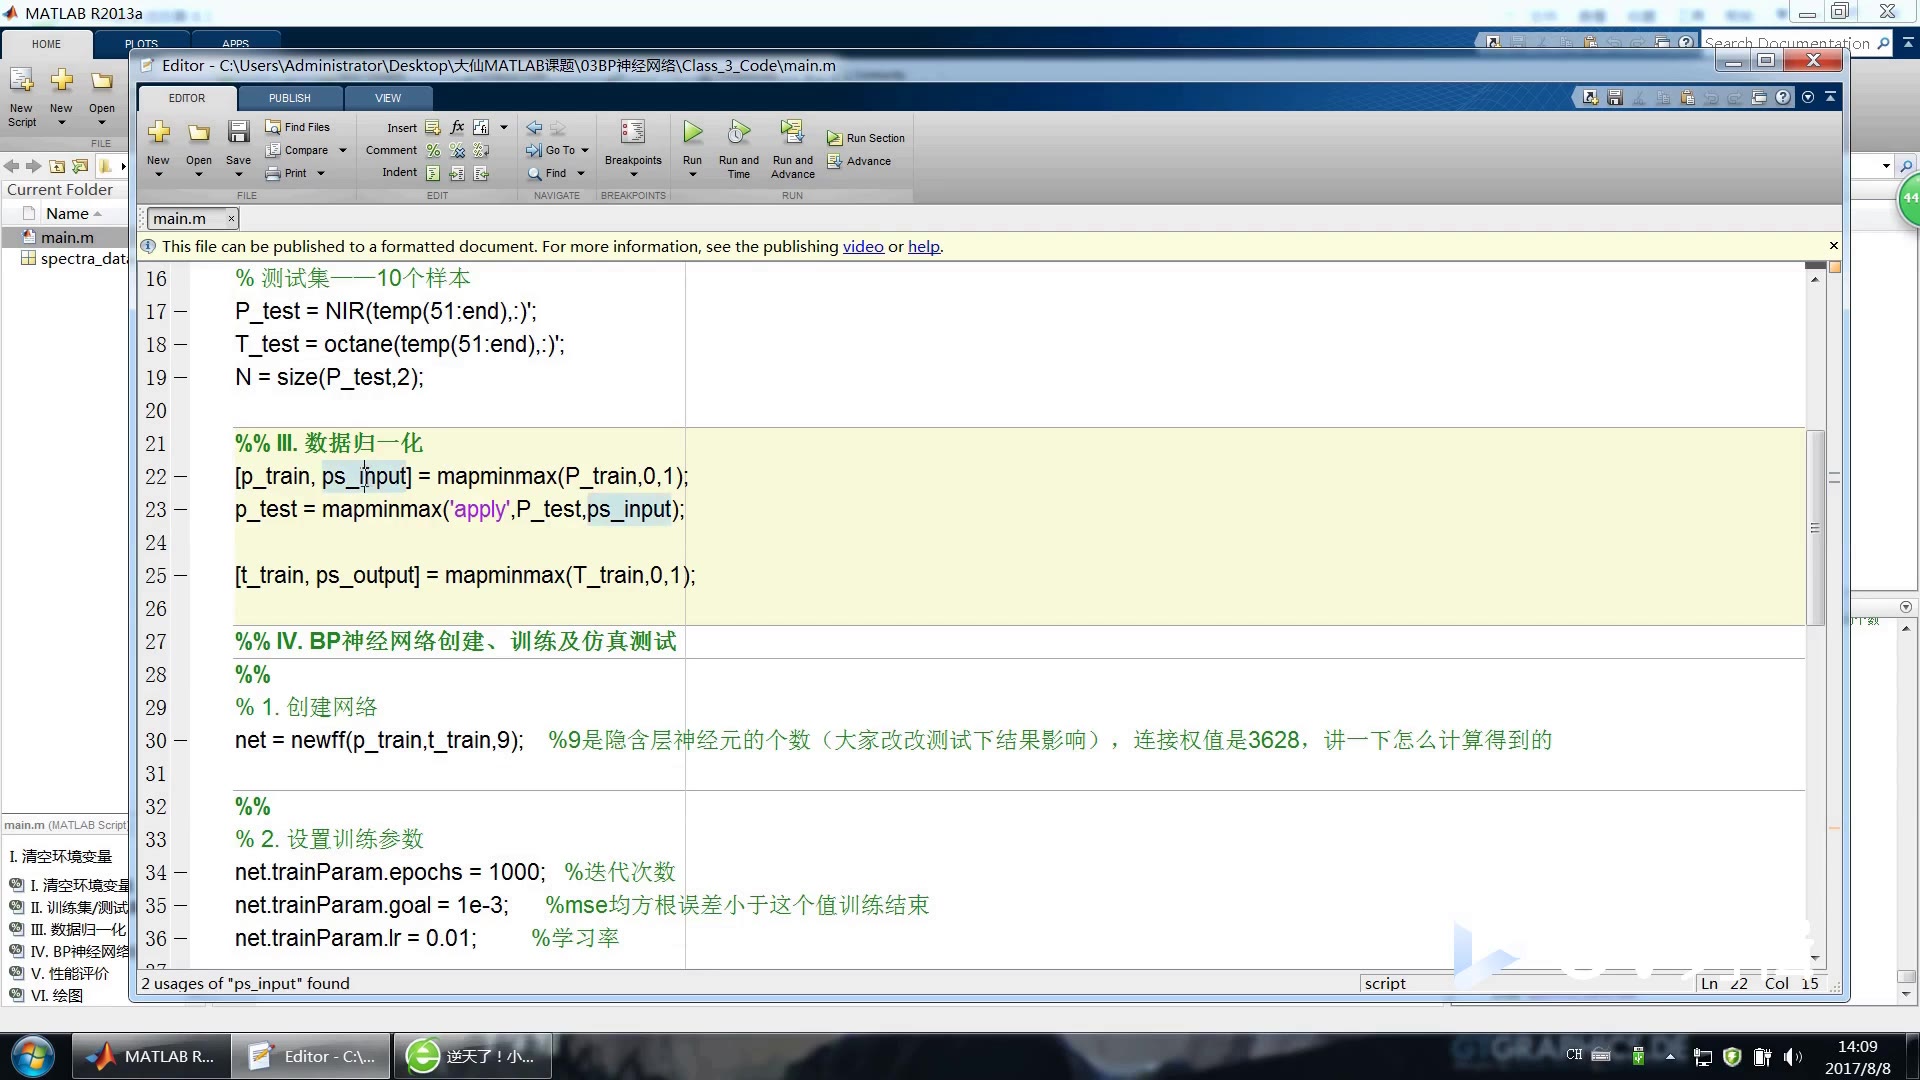 MATLAB R2013a
HOME
PLOTS
APPS
Search Documentation
Editor - C:\Users\Administrator\Desktop\大仙MATLAB课题\03BP神经网络\Class_3_Code\main.m
EDITOR
PUBLISH
VIEW
New Script
New
Open
FILE
New
Open
Save
Find Files
Compare
Print
FILE
Insert
fx
Comment
Indent
EDIT
Go To
Find
NAVIGATE
Breakpoints
BREAKPOINTS
Run
Run and Time
Run and Advance
Run Section
Advance
RUN
Current Folder
Name
main.m
spectra_data
main.m
This file can be published to a formatted document. For more information, see the publishing video or help.
44
16 % 测试集——10个样本
17 P_test = NIR(temp(51:end),:)';
18 T_test = octane(temp(51:end),:)';
19 N = size(P_test,2);
20
21 %% III. 数据归一化
22 [p_train, ps_input] = mapminmax(P_train,0,1);
23 p_test = mapminmax('apply',P_test,ps_input);
24
25 [t_train, ps_output] = mapminmax(T_train,0,1);
26
27 %% IV. BP神经网络创建、训练及仿真测试
28 %%
29 % 1. 创建网络
30 net = newff(p_train,t_train,9); %9是隐含层神经元的个数（大家改改测试下结果影响），连接权值是3628，讲一下怎么计算得到的
31
32 %%
33 % 2. 设置训练参数
34 net.trainParam.epochs = 1000; %迭代次数
35 net.trainParam.goal = 1e-3; %mse均方根误差小于这个值训练结束
36 net.trainParam.lr = 0.01; %学习率
main.m (MATLAB Script)
I. 清空环境变量
I. 清空环境变量
II. 训练集/测试
III. 数据归一化
IV. BP神经网络
V. 性能评价
VI. 绘图
2 usages of "ps_input" found
script
Ln 22 Col 15
MATLAB R...
Editor - C:\...
逆天了！小...
CH
14:09
2017/8/8